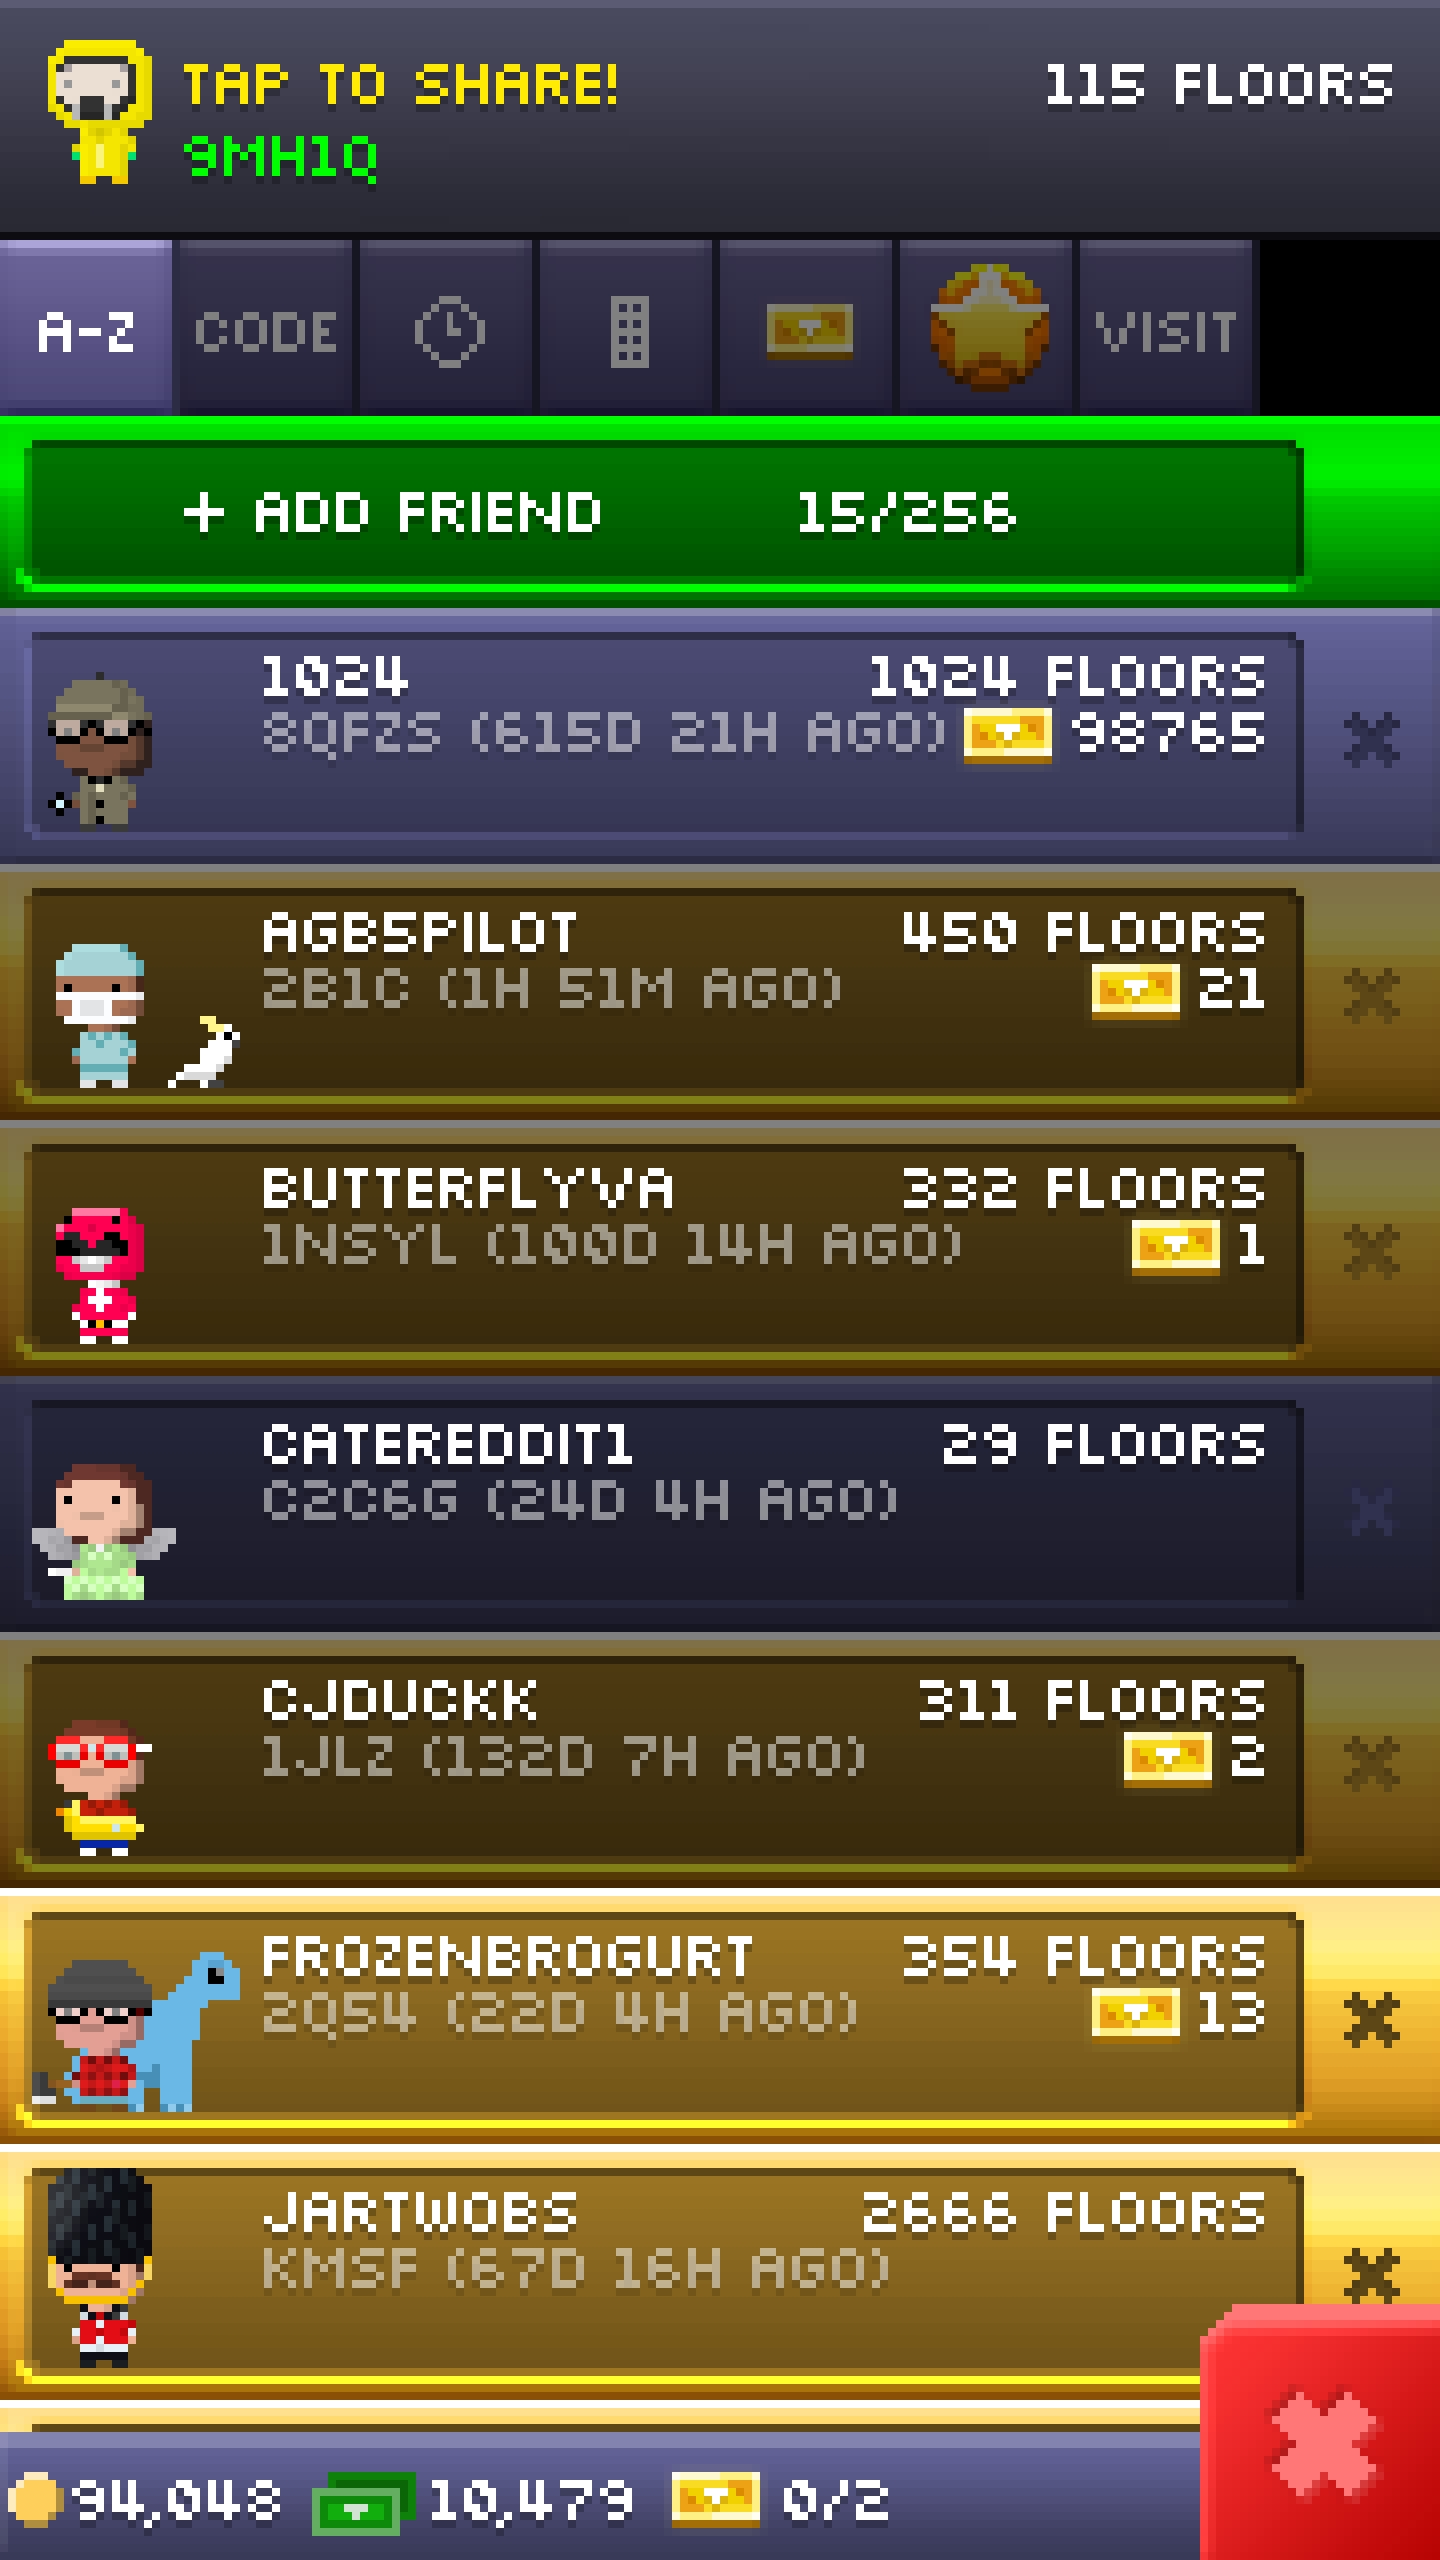 TAP TO SHARE!
115 FLOORS
9MH1Q
A-Z CODE VISIT
+ ADD FRIEND 15/256
1024 1024 FLOORS
8QFZS (615D 21H AGO) 98765
AGB5PILOT 450 FLOORS
2B1C (1H 51M AGO) 21
BUTTERFLYVA 332 FLOORS
1NSYL (100D 14H AGO) 1
CATEREDDIT1 29 FLOORS
C2C6G (24D 4H AGO)
CJDUCKK 311 FLOORS
1JLZ (132D 7H AGO) 2
FROZENBROGURT 354 FLOORS
2Q54 (22D 4H AGO) 13
JARTWOBS 2666 FLOORS
KMSF (67D 16H AGO)
94,048 10,479 0/2